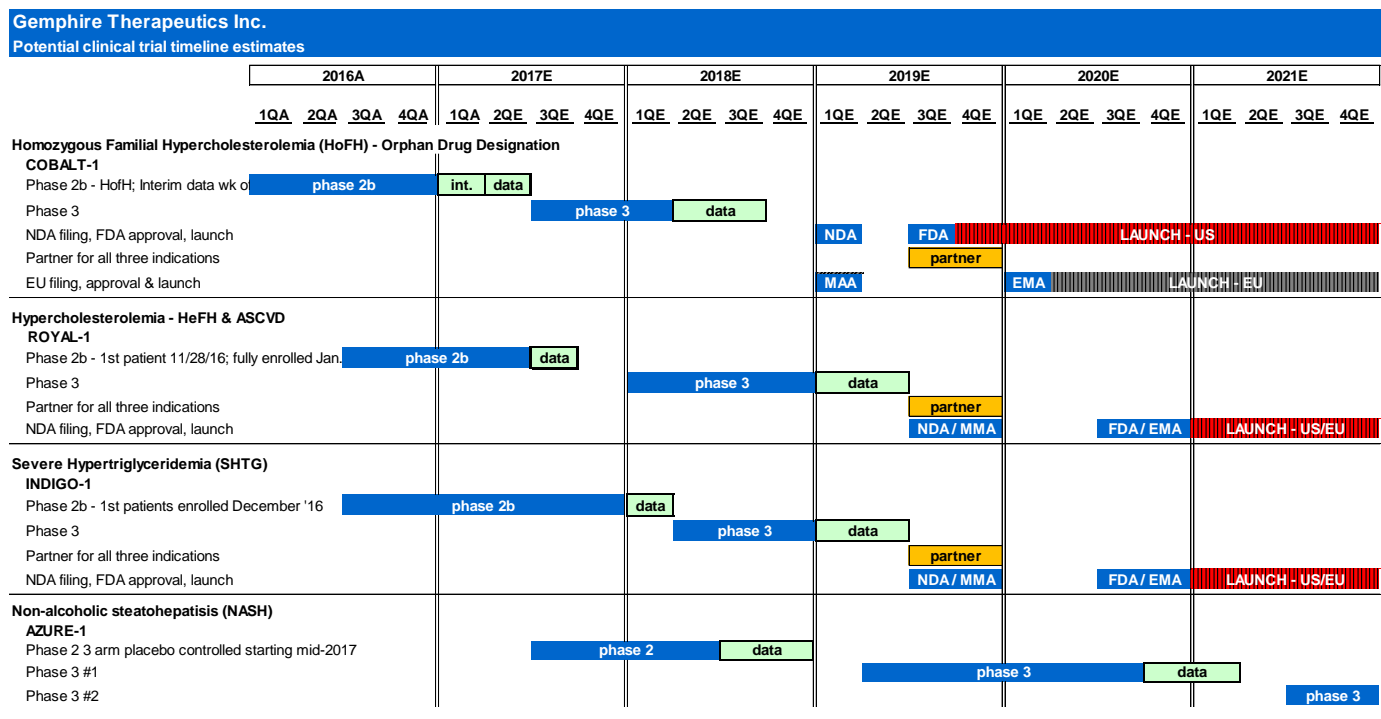 Gemphire Therapeutics Inc.
Potential clinical trial timeline estimates
2016A 2017E 2018E 2019E 2020E 2021E
1QA 2QA 3QA 4QA 1QA 2QE 3QE 4QE 1QE 2QE 3QE 4QE 1QE 2QE 3QE 4QE 1QE 2QE 3QE 4QE 1QE 2QE 3QE 4QE
Homozygous Familial Hypercholesterolemia (HoFH) - Orphan Drug Designation
COBALT-1
Phase 2b - HofH; Interim data wk of phase 2b int. data
Phase 3 phase 3 data
NDA filing, FDA approval, launch NDA FDA LAUNCH - US
Partner for all three indications partner
EU filing, approval & launch MAA EMA LAUNCH - EU
Hypercholesterolemia - HeFH & ASCVD
ROYAL-1
Phase 2b - 1st patient 11/28/16; fully enrolled Jan. phase 2b data
Phase 3 phase 3 data
Partner for all three indications partner
NDA filing, FDA approval, launch NDA / MMA FDA / EMA LAUNCH - US/EU
Severe Hypertriglyceridemia (SHTG)
INDIGO-1
Phase 2b - 1st patients enrolled December '16 phase 2b data
Phase 3 phase 3 data
Partner for all three indications partner
NDA filing, FDA approval, launch NDA / MMA FDA / EMA LAUNCH - US/EU
Non-alcoholic steatohepatisis (NASH)
AZURE-1
Phase 2 3 arm placebo controlled starting mid-2017 phase 2 data
Phase 3 #1 phase 3 data
Phase 3 #2 phase 3